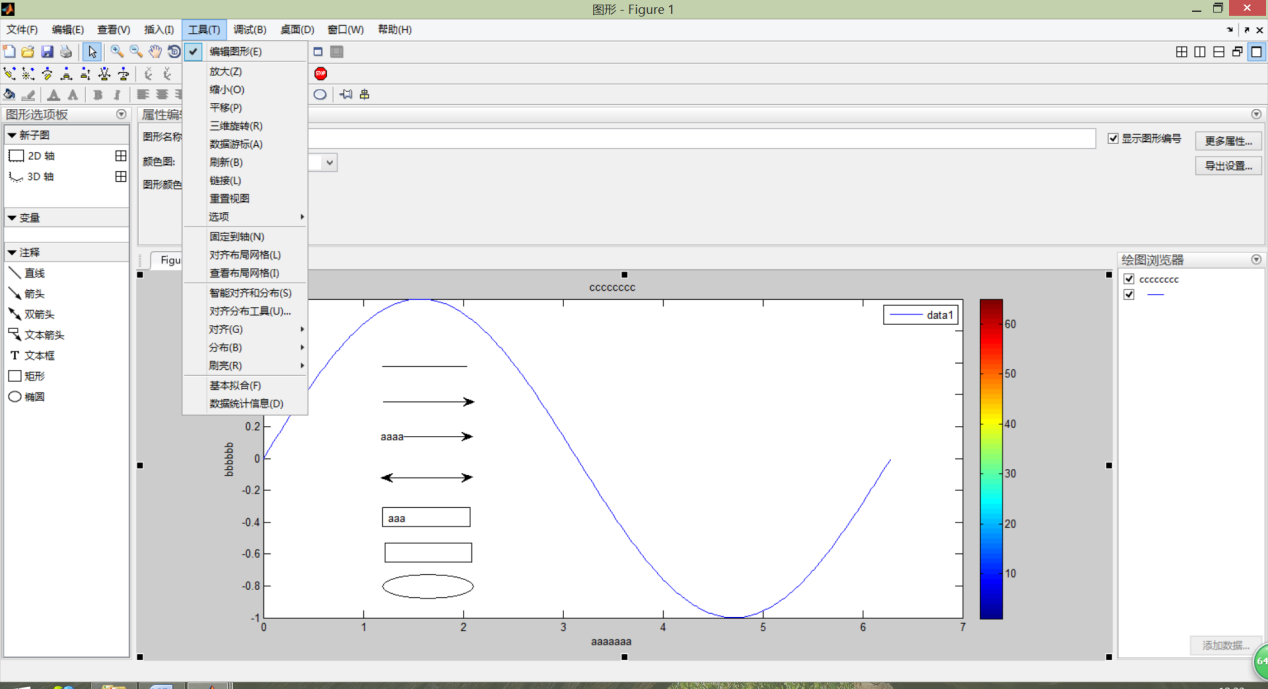 图形 - Figure 1
文件(F) 编辑(E) 查看(V) 插入(I) 工具(T) 调试(B) 桌面(D) 窗口(W) 帮助(H)
编辑图形(E)
放大(Z)
缩小(O)
平移(P)
三维旋转(R)
数据游标(A)
刷新(B)
链接(L)
重置视图
选项
固定到轴(N)
对齐布局网格(L)
查看布局网格(I)
智能对齐和分布(S)
对齐分布工具(U)...
对齐(G)
分布(B)
刷亮(R)
基本拟合(F)
数据统计信息(D)
STOP
图形选项板
新子图
2D 轴
3D 轴
变量
注释
直线
箭头
双箭头
文本箭头
T 文本框
矩形
椭圆
属性编
图形名称
颜色图:
图形颜色
显示图形编号
更多属性...
导出设置...
Figu
cccccccc
data1
aaaa
aaa
0.2
0
-0.2
-0.4
-0.6
-0.8
-1
bbbbbb
0 1 2 3 4 5 6 7
aaaaaaa
60
50
40
30
20
10
绘图浏览器
cccccccc
添加数据...
64